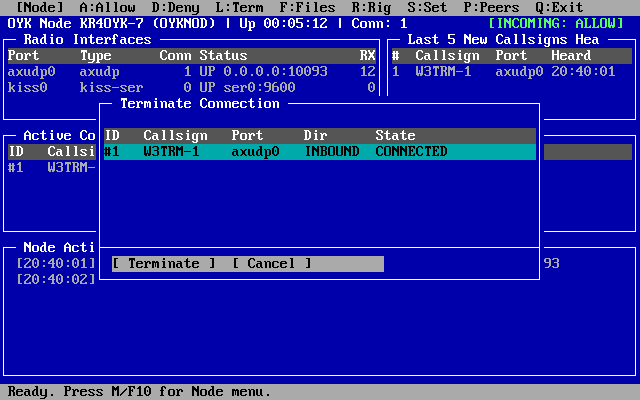 [Node] A:Allow D:Deny L:Term F:Files R:Rig S:Set P:Peers Q:Exit
OYK Node KR4OYK-7 (OYKNOD) | Up 00:05:12 | Conn: 1 [INCOMING: ALLOW]
Radio Interfaces
Port Type Conn Status RX
axudp0 axudp 1 UP 0.0.0.0:10093 12
kiss0 kiss-ser 0 UP ser0:9600 0
Last 5 New Callsigns Hea
# Callsign Port Heard
1 W3TRM-1 axudp0 20:40:01
Active Co
ID Callsi
#1 W3TRM-
Terminate Connection
ID Callsign Port Dir State
#1 W3TRM-1 axudp0 INBOUND CONNECTED
[ Terminate ] [ Cancel ]
Node Acti
[20:40:01] 93
[20:40:02]
Ready. Press M/F10 for Node menu.